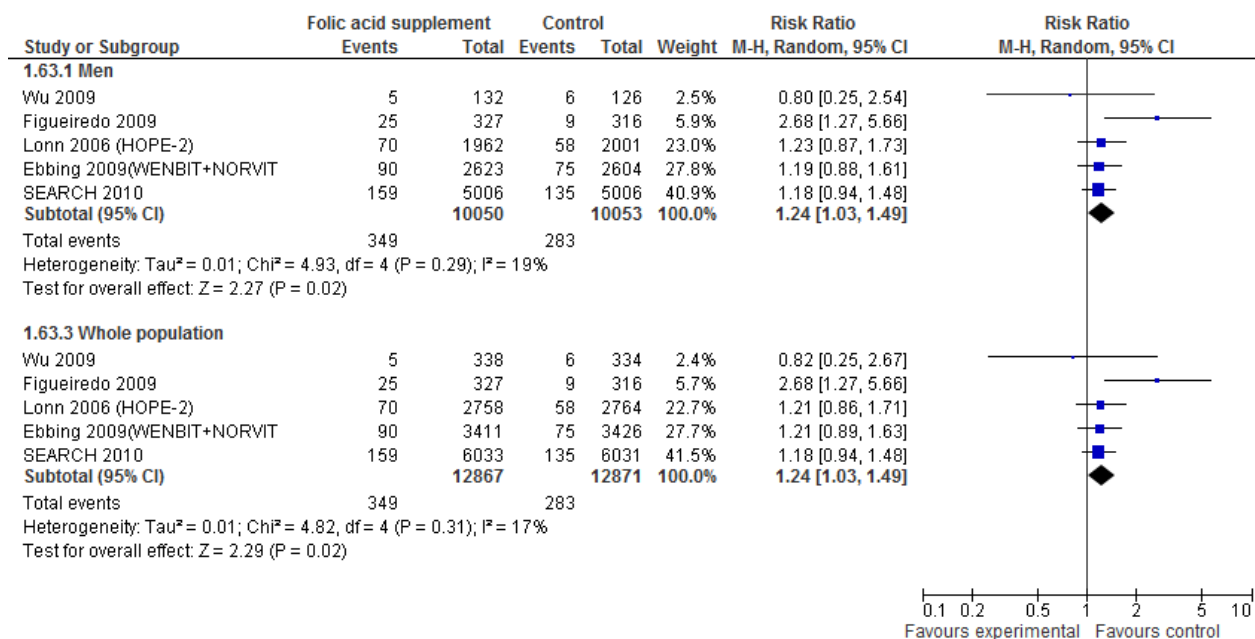 Folic acid supplement Control Risk Ratio Risk Ratio
Study or Subgroup Events Total Events Total Weight M-H, Random, 95% CI M-H, Random, 95% CI
1.63.1 Men
Wu 2009 5 132 6 126 2.5% 0.80 [0.25, 2.54]
Figueiredo 2009 25 327 9 316 5.9% 2.68 [1.27, 5.66]
Lonn 2006 (HOPE-2) 70 1962 58 2001 23.0% 1.23 [0.87, 1.73]
Ebbing 2009(WENBIT+NORVIT 90 2623 75 2604 27.8% 1.19 [0.88, 1.61]
SEARCH 2010 159 5006 135 5006 40.9% 1.18 [0.94, 1.48]
Subtotal (95% CI) 10050 10053 100.0% 1.24 [1.03, 1.49]
Total events 349 283
Heterogeneity: Tau² = 0.01; Chi² = 4.93, df = 4 (P = 0.29); I² = 19%
Test for overall effect: Z = 2.27 (P = 0.02)
1.63.3 Whole population
Wu 2009 5 338 6 334 2.4% 0.82 [0.25, 2.67]
Figueiredo 2009 25 327 9 316 5.7% 2.68 [1.27, 5.66]
Lonn 2006 (HOPE-2) 70 2758 58 2764 22.7% 1.21 [0.86, 1.71]
Ebbing 2009(WENBIT+NORVIT 90 3411 75 3426 27.7% 1.21 [0.89, 1.63]
SEARCH 2010 159 6033 135 6031 41.5% 1.18 [0.94, 1.48]
Subtotal (95% CI) 12867 12871 100.0% 1.24 [1.03, 1.49]
Total events 349 283
Heterogeneity: Tau² = 0.01; Chi² = 4.82, df = 4 (P = 0.31); I² = 17%
Test for overall effect: Z = 2.29 (P = 0.02)
0.1 0.2 0.5 1 2 5 10
Favours experimental Favours control